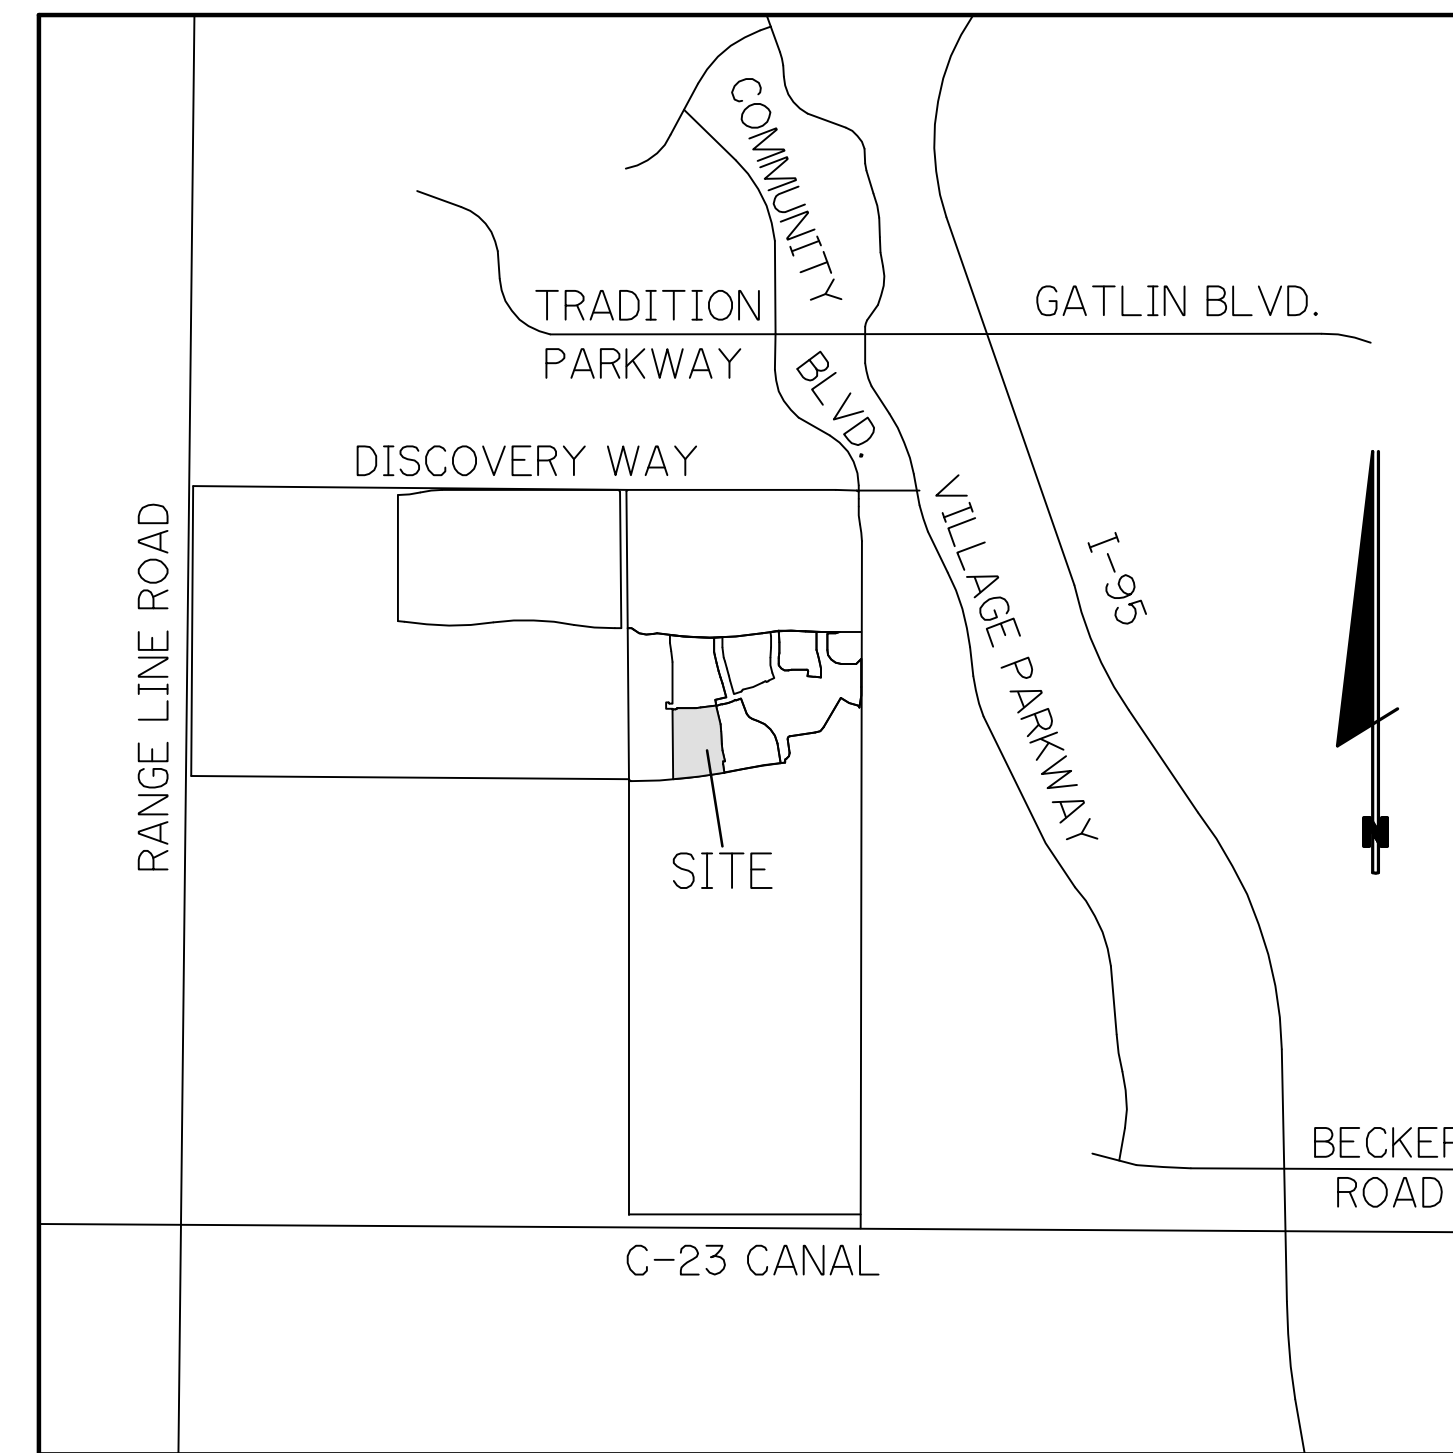 COMMUNITY
BLVD.
TRADITION
PARKWAY
GATLIN BLVD.
DISCOVERY WAY
RANGE LINE ROAD
VILLAGE PARKWAY
I-95
N
SITE
BECKER
ROAD
C-23 CANAL